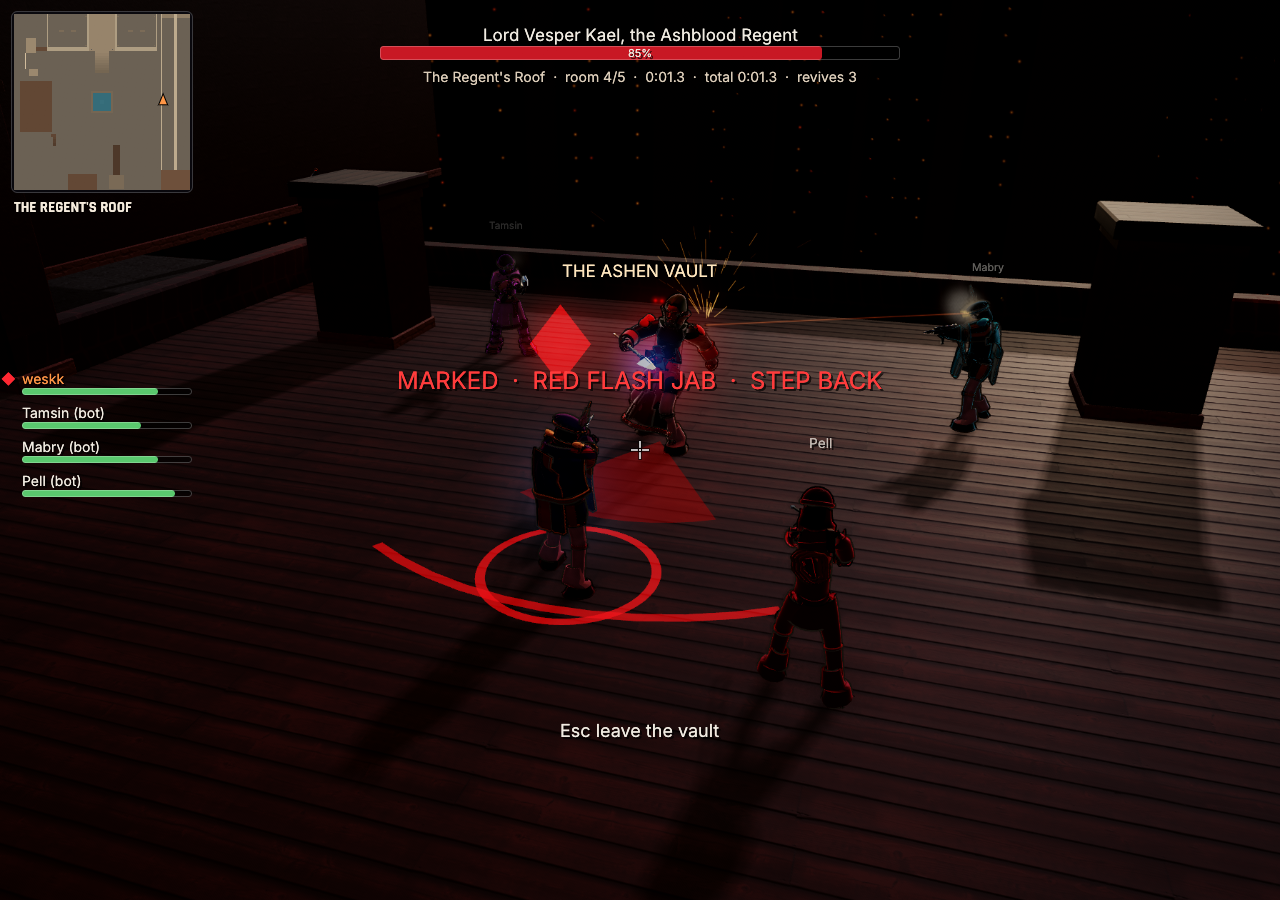 Lord Vesper Kael, the Ashblood Regent
85%
The Regent's Roof · room 4/5 · 0:01.3 · total 0:01.3 · revives 3
THE REGENT'S ROOF
Tamsin
THE ASHEN VAULT
Mabry
MARKED · RED FLASH JAB · STEP BACK
weskk
Tamsin (bot)
Mabry (bot)
Pell (bot)
Pell
Esc leave the vault